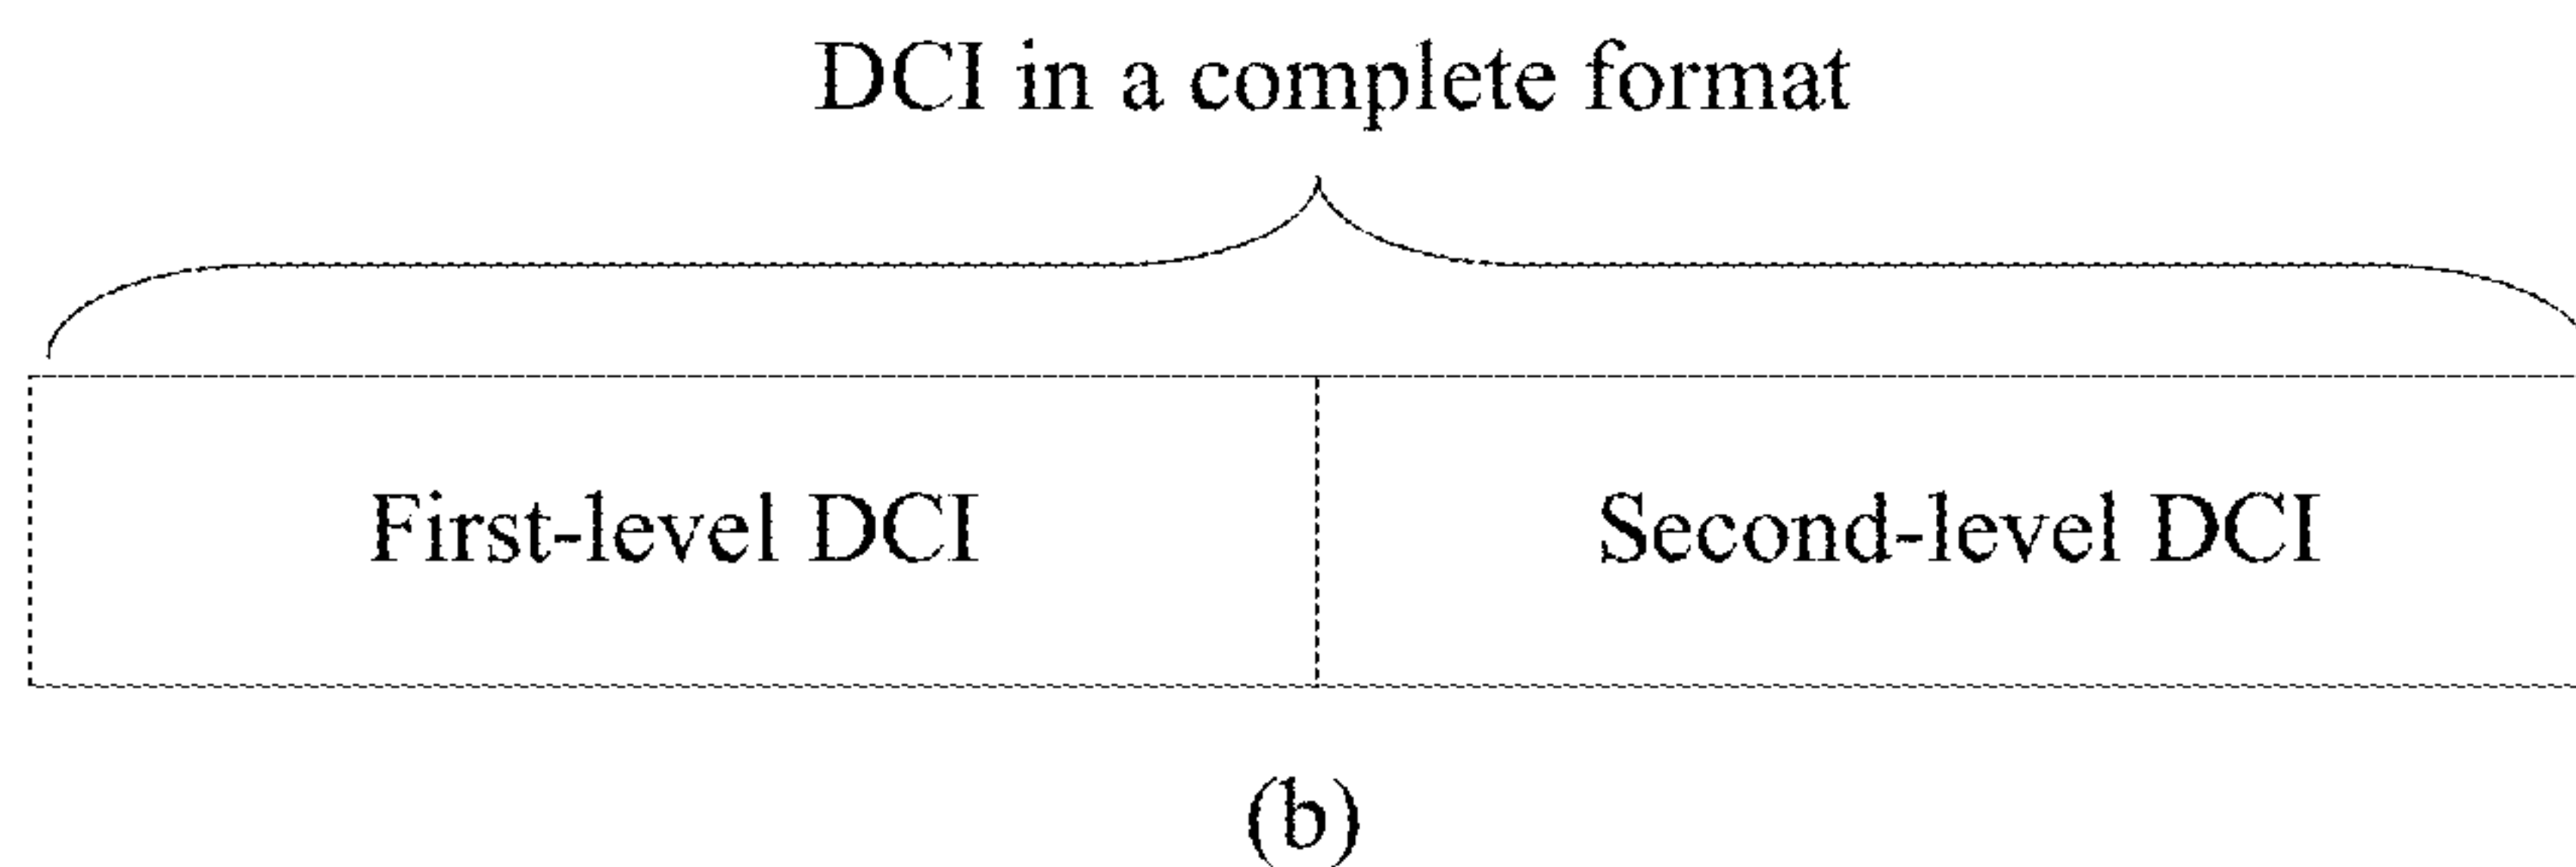 DCI in a complete format
First-level DCI Second-level DCI
(b)